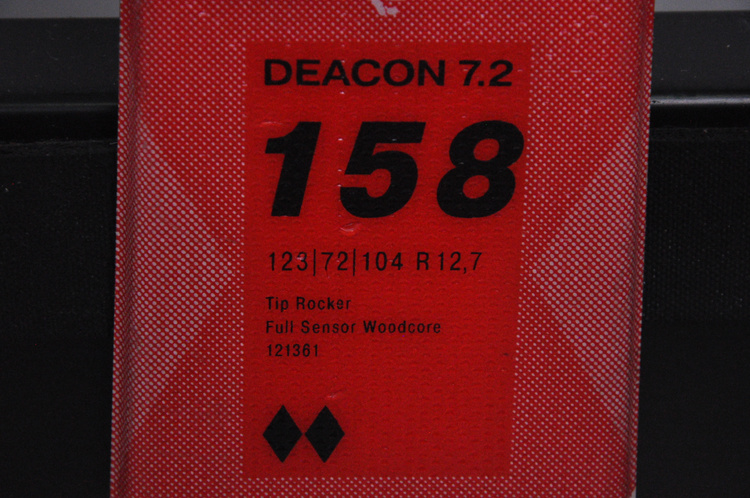 DEACON 7.2
158
123|72|104 R 12,7
Tip Rocker
Full Sensor Woodcore
121361